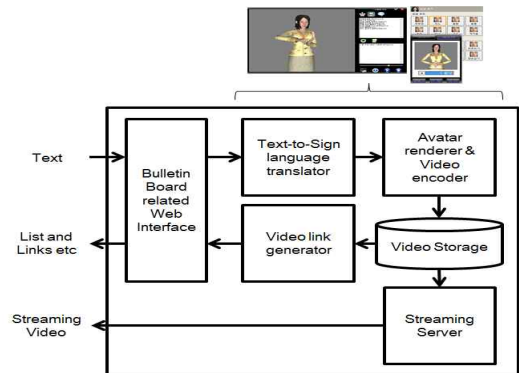 Text
List and
Links etc
Streaming
Video
Bulletin
Board
related
Web
Interface
Text-to-Sign
language
translator
Avatar
renderer &
Video
encoder
Video link
generator
Video Storage
Streaming
Server